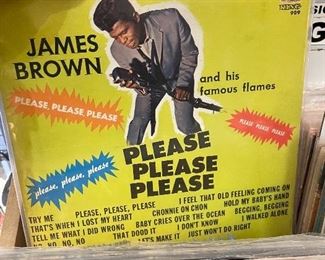 KING
909
JAMES
BROWN
and his
famous flames
PLEASE, PLEASE, PLEASE
PLEASE PLEASE PLEASE
please, please, please
PLEASE
PLEASE
PLEASE
TRY ME PLEASE, PLEASE, PLEASE I FEEL THAT OLD FEELING COMING ON
THAT'S WHEN I LOST MY HEART CHONNIE ON CHON HOLD MY BABY'S HAND
TELL ME WHAT I DID WRONG BABY CRIES OVER THE OCEAN BEGGING, BEGGING
NO, NO, NO THAT DOOD IT I DON'T KNOW I WALKED ALONE
LET'S MAKE IT JUST WON'T DO RIGHT